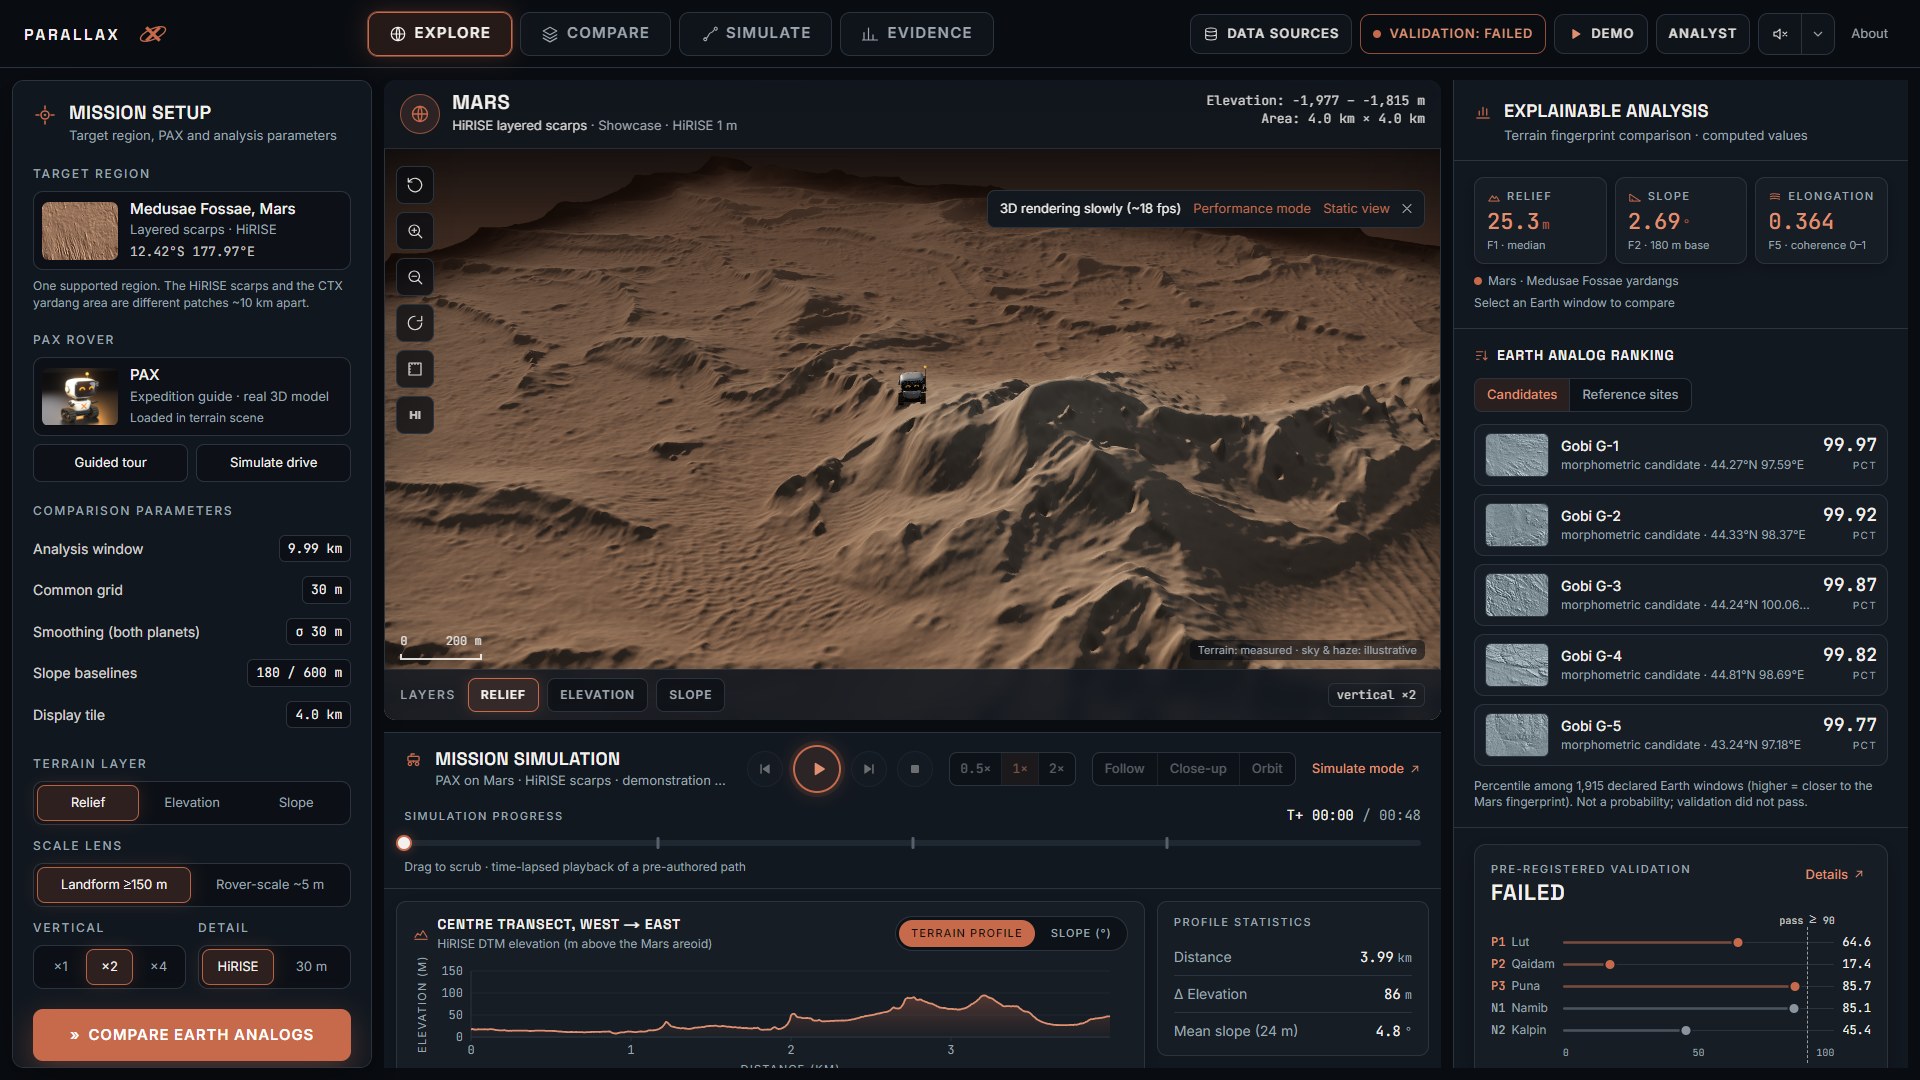 PARALLAX
EXPLORE
COMPARE
SIMULATE
EVIDENCE
DATA SOURCES
VALIDATION: FAILED
DEMO
ANALYST
About
MISSION SETUP
Target region, PAX and analysis parameters
TARGET REGION
Medusae Fossae, Mars
Layered scarps · HiRISE
12.42°S 177.97°E
One supported region. The HiRISE scarps and the CTX
yardang area are different patches ~10 km apart.
PAX ROVER
PAX
Expedition guide · real 3D model
Loaded in terrain scene
Guided tour
Simulate drive
COMPARISON PARAMETERS
Analysis window 9.99 km
Common grid 30 m
Smoothing (both planets) σ 30 m
Slope baselines 180 / 600 m
Display tile 4.0 km
TERRAIN LAYER
Relief Elevation Slope
SCALE LENS
Landform ≥150 m Rover-scale ~5 m
VERTICAL DETAIL
×1 ×2 ×4 HiRISE 30 m
» COMPARE EARTH ANALOGS
MARS
HiRISE layered scarps · Showcase · HiRISE 1 m
Elevation: -1,977 – -1,815 m
Area: 4.0 km × 4.0 km
3D rendering slowly (~18 fps) Performance mode Static view
HI
0 200 m
Terrain: measured · sky & haze: illustrative
LAYERS RELIEF ELEVATION SLOPE
vertical ×2
MISSION SIMULATION
PAX on Mars · HiRISE scarps · demonstration ...
0.5× 1× 2×
Follow Close-up Orbit
Simulate mode ↗
SIMULATION PROGRESS
T+ 00:00 / 00:48
Drag to scrub · time-lapsed playback of a pre-authored path
CENTRE TRANSECT, WEST → EAST
HiRISE DTM elevation (m above the Mars areoid)
TERRAIN PROFILE SLOPE (°)
ELEVATION (M)
150
100
50
0
0 1 2 3
DISTANCE (KM)
PROFILE STATISTICS
Distance 3.99 km
Δ Elevation 86 m
Mean slope (24 m) 4.8 °
EXPLAINABLE ANALYSIS
Terrain fingerprint comparison · computed values
RELIEF
25.3 m
F1 · median
SLOPE
2.69 °
F2 · 180 m base
ELONGATION
0.364
F5 · coherence 0–1
Mars · Medusae Fossae yardangs
Select an Earth window to compare
EARTH ANALOG RANKING
Candidates Reference sites
Gobi G-1 99.97
morphometric candidate · 44.27°N 97.59°E PCT
Gobi G-2 99.92
morphometric candidate · 44.33°N 98.37°E PCT
Gobi G-3 99.87
morphometric candidate · 44.24°N 100.06... PCT
Gobi G-4 99.82
morphometric candidate · 44.81°N 98.69°E PCT
Gobi G-5 99.77
morphometric candidate · 43.24°N 97.18°E PCT
Percentile among 1,915 declared Earth windows (higher = closer to the
Mars fingerprint). Not a probability; validation did not pass.
PRE-REGISTERED VALIDATION
FAILED
Details ↗
pass ≥ 90
P1 Lut 64.6
P2 Qaidam 17.4
P3 Puna 85.7
N1 Namib 85.1
N2 Kalpin 45.4
0 50 100